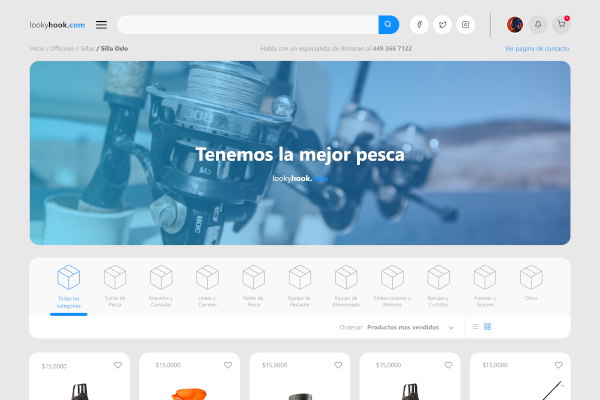 lookyhook.com
Inicio / Officinas / Sillas / Silla Oslo
Habla con un especialista de Almacen al 449 366 7122
Ver pagina de contacto.
Tenemos la mejor pesca
lookyhook.com
Todas las categorias
Cañas de Pesca
Anzuelos y Carnadas
Lineas y Carretes
Redes de Pesca
Equipo de Pescador
Equipo de Almacenado
Embarcaciones y Motores
Navajas y Cuchillos
Arpones y Sonares
Otros
Ordenar: Productos mas vendidos
$15,0000
$15,0000
$15,0000
$15,0000
$15,0000